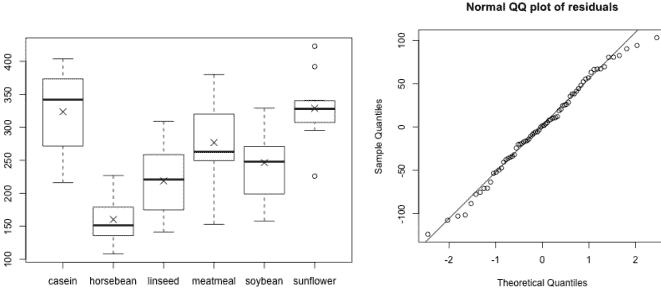 Normal QQ plot of residuals
400
350
300
250
200
150
100
casein horsebean linseed meatmeal soybean sunflower
100
50
0
-50
-100
Sample Quantiles
-2 -1 0 1 2
Theoretical Quantiles